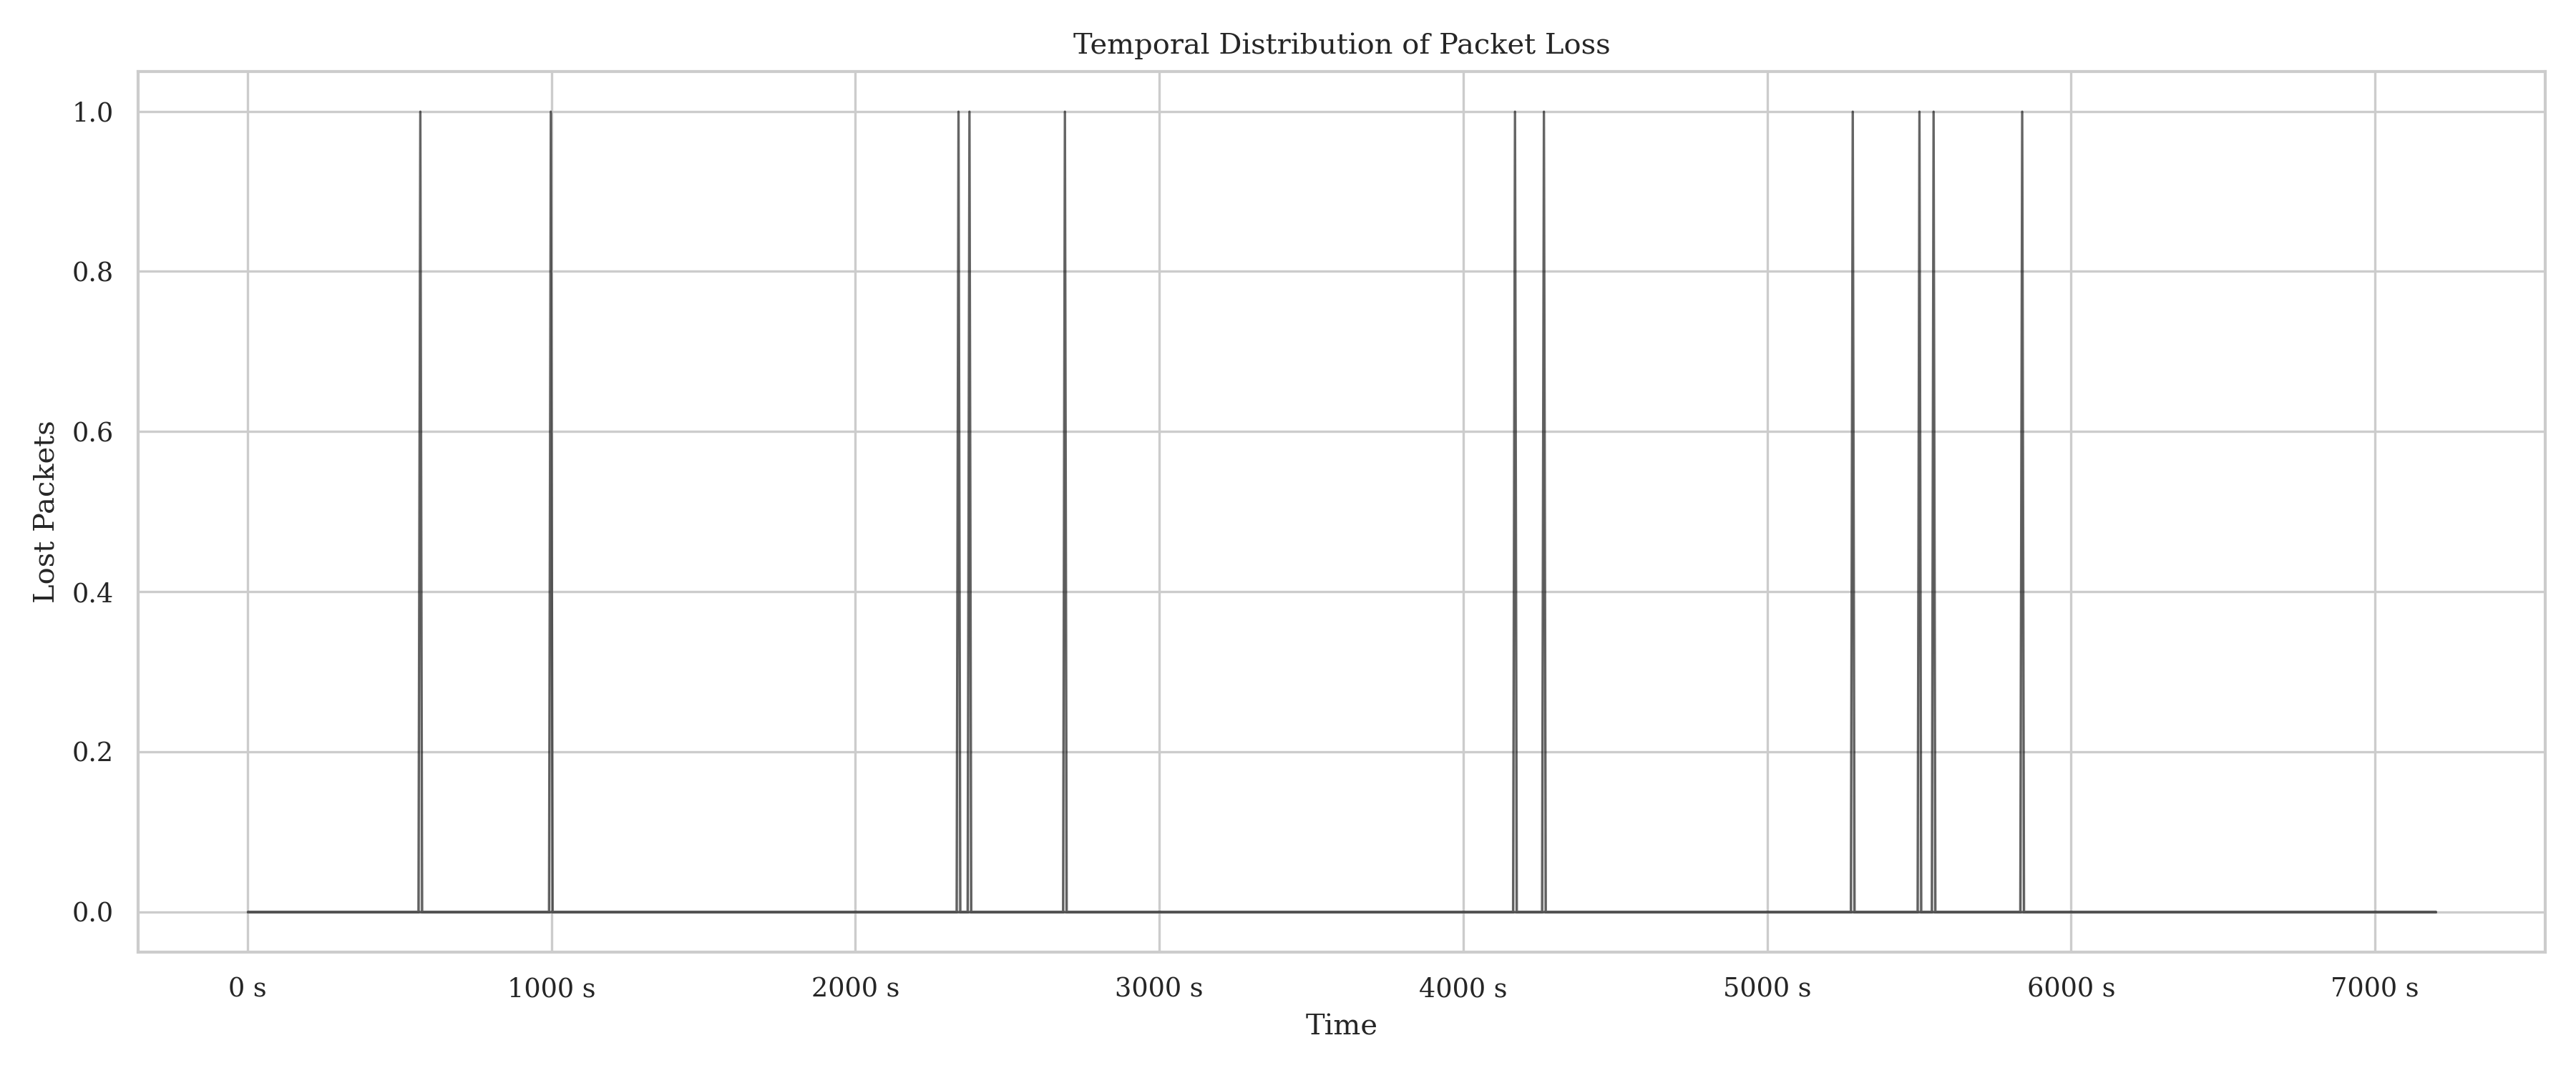 Temporal Distribution of Packet Loss
Lost Packets
1.0
0.8
0.6
0.4
0.2
0.0
0 s
1000 s
2000 s
3000 s
4000 s
5000 s
6000 s
7000 s
Time